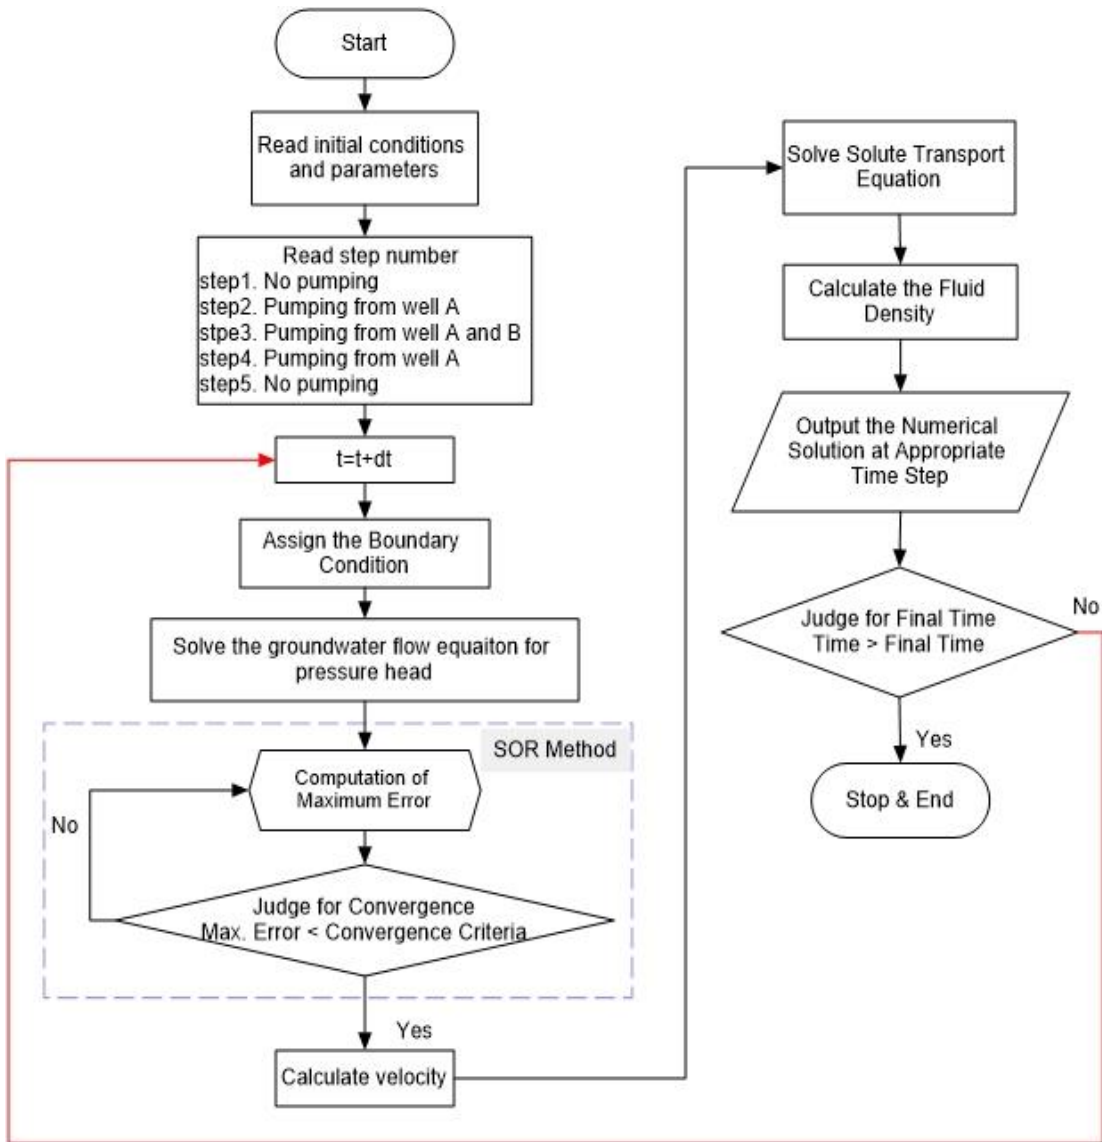 Start
Read initial conditions
and parameters
Read step number
step1. No pumping
step2. Pumping from well A
stpe3. Pumping from well A and B
step4. Pumping from well A
step5. No pumping
t=t+dt
Assign the Boundary
Condition
Solve the groundwater flow equaiton for
pressure head
SOR Method
Computation of
Maximum Error
No
Judge for Convergence
Max. Error < Convergence Criteria
Yes
Calculate velocity
Solve Solute Transport
Equation
Calculate the Fluid
Density
Output the Numerical
Solution at Appropriate
Time Step
Judge for Final Time
Time > Final Time
No
Yes
Stop & End